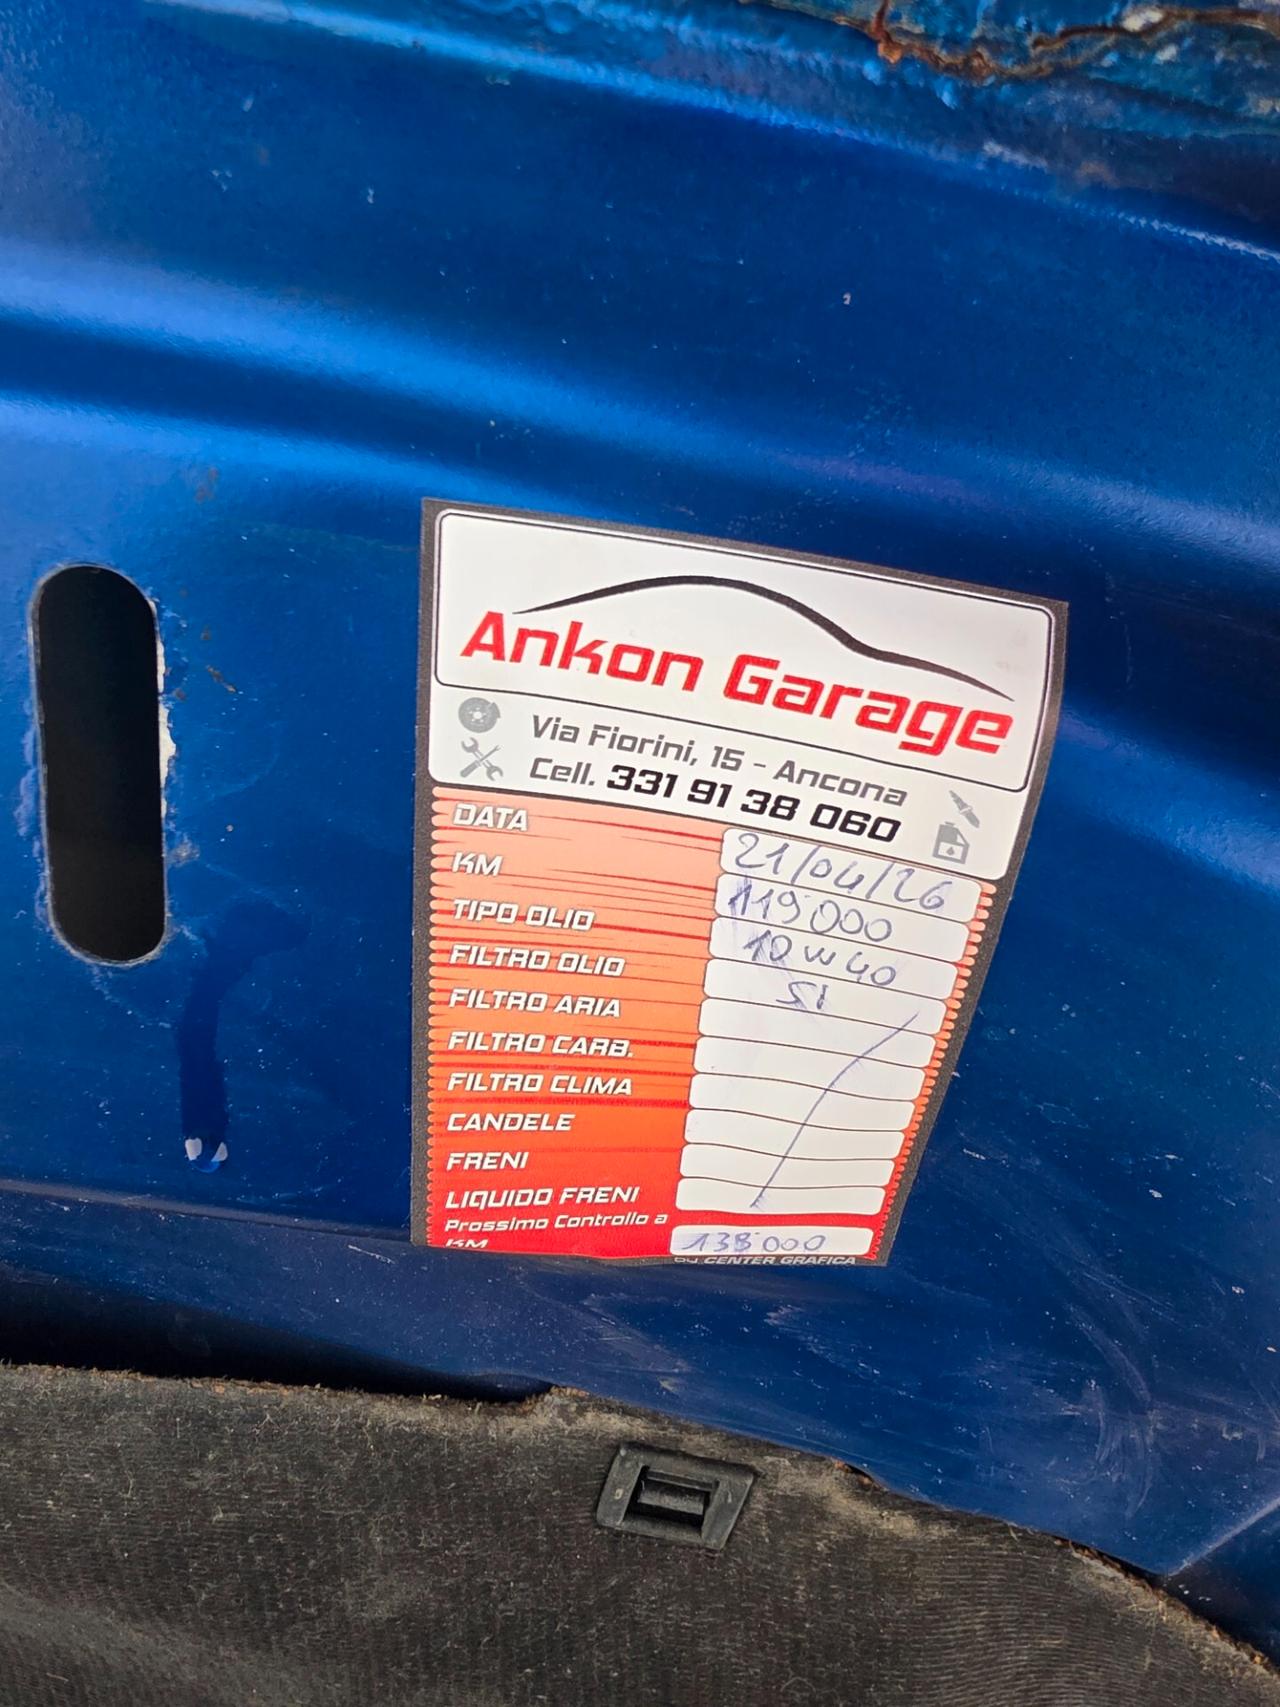 Ankon Garage
Via Fiorini, 15 - Ancona
Cell. 331 91 38 060
DATA 21/04/26
KM 119000
TIPO OLIO 10W40
FILTRO OLIO SI
FILTRO ARIA
FILTRO CARB.
FILTRO CLIMA
CANDELE
FRENI
LIQUIDO FRENI
Prossimo Controllo a
KM
by CENTER GRAFICA